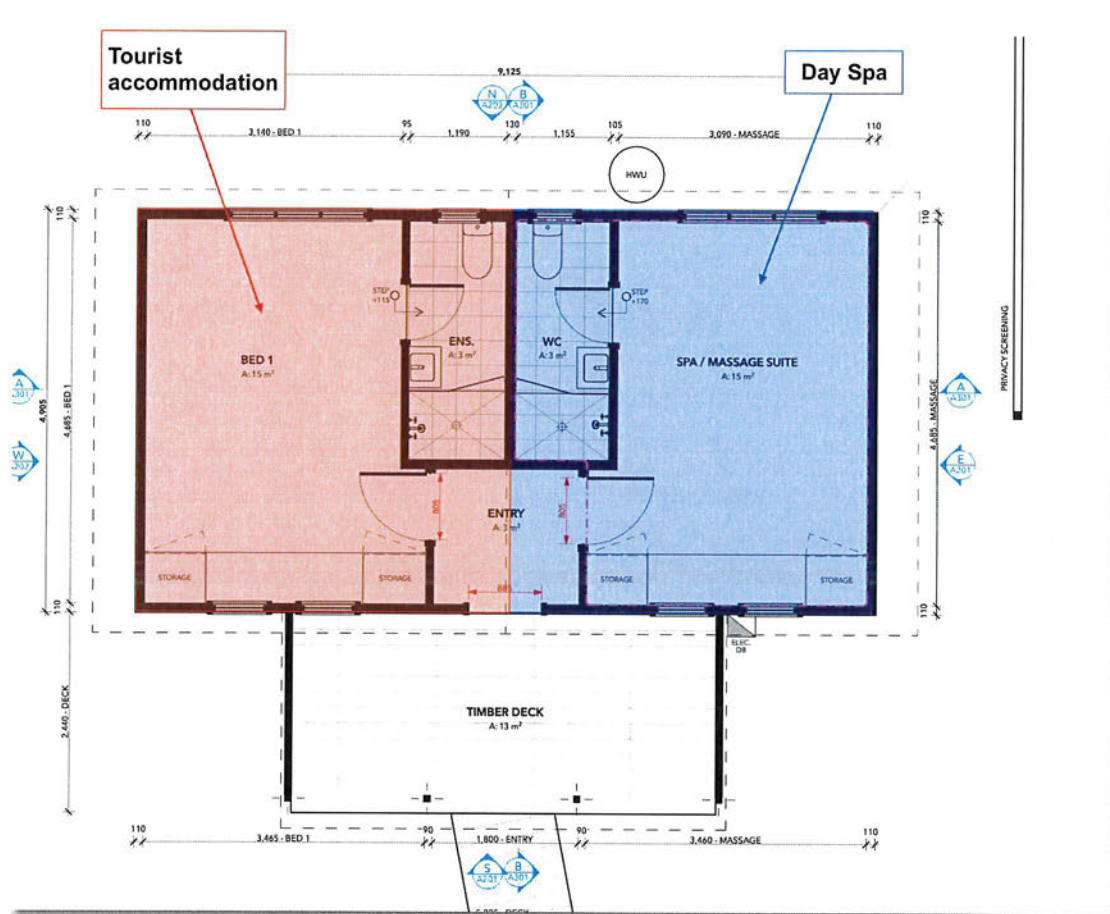 Tourist
accommodation
Day Spa
9,125
N
A202
B
A301
110
3,140 - BED 1
95
1,190
130
1,155
105
3,090 - MASSAGE
110
HWU
110
110
STEP
+115
STEP
+170
ENS.
A: 3 m²
WC
A: 3 m²
BED 1
A: 15 m²
SPA / MASSAGE SUITE
A: 15 m²
PRIVACY SCREENING
A
A301
4,905
4,685 - BED 1
4,685 - MASSAGE
A
A301
W
A202
E
A201
805
ENTRY
A: 3 m²
805
STORAGE
STORAGE
STORAGE
STORAGE
885
110
110
ELEC.
DB
2,440 - DECK
TIMBER DECK
A: 13 m²
110
3,465 - BED 1
90
1,800 - ENTRY
90
3,460 - MASSAGE
110
S
A201
B
A301